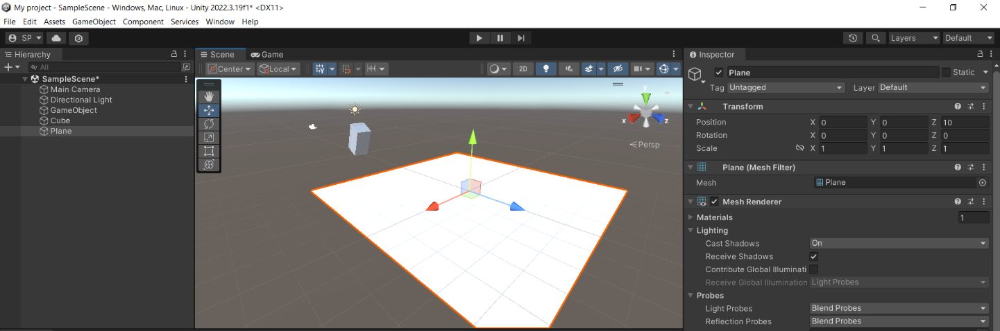 My project - SampleScene - Windows, Mac, Linux - Unity 2022.3.19f1* <DX11>
File Edit Assets GameObject Component Services Window Help
SP Layers Default
Hierarchy
All
SampleScene*
Main Camera
Directional Light
GameObject
Cube
Plane
Scene Game
Center Local 2D
y
x z
Persp
Inspector
Plane Static
Tag Untagged Layer Default
Transform
Position X 0 Y 0 Z 10
Rotation X 0 Y 0 Z 0
Scale X 1 Y 1 Z 1
Plane (Mesh Filter)
Mesh Plane
Mesh Renderer
Materials 1
Lighting
Cast Shadows On
Receive Shadows
Contribute Global Illuminati
Receive Global Illumination Light Probes
Probes
Light Probes Blend Probes
Reflection Probes Blend Probes